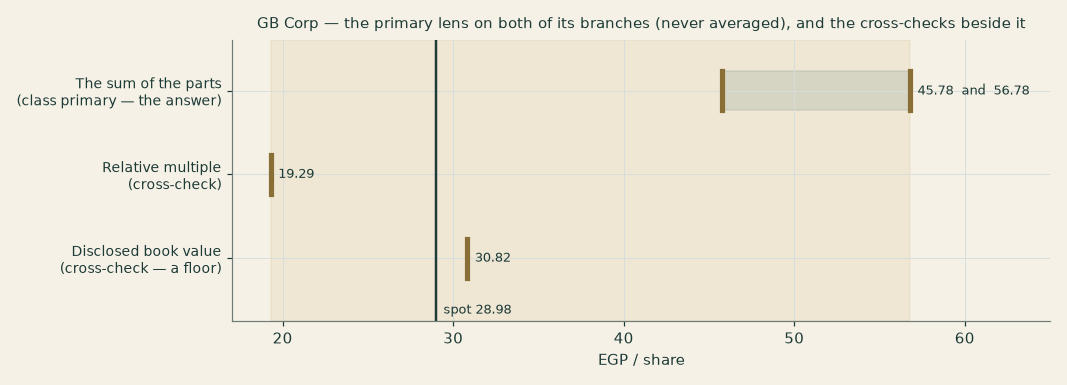 GB Corp — the primary lens on both of its branches (never averaged), and the cross-checks beside it
The sum of the parts
(class primary — the answer)
45.78  and  56.78
Relative multiple
(cross-check)
19.29
Disclosed book value
(cross-check — a floor)
30.82
spot 28.98
20 30 40 50 60
EGP / share